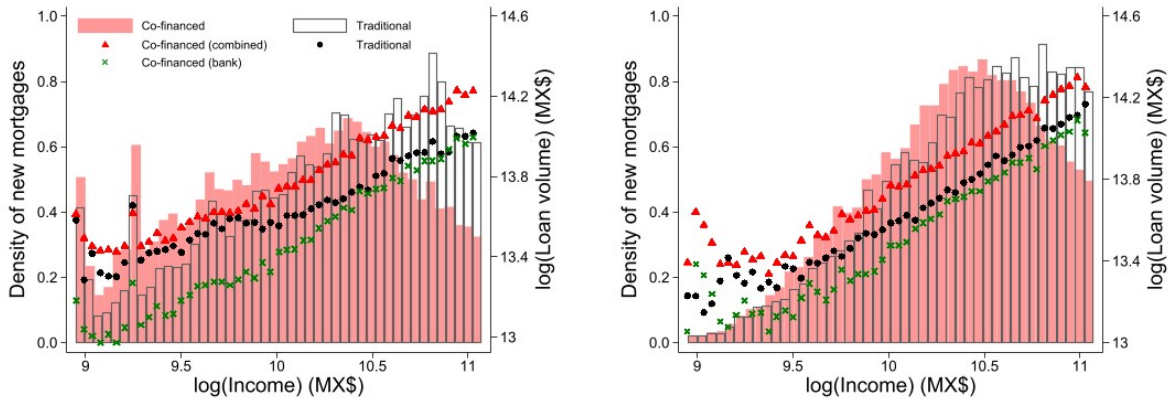 Density of new mortgages
1.0
0.8
0.6
0.4
0.2
0.0
Co-financed
Co-financed (combined)
Co-financed (bank)
Traditional
Traditional
14.6
14.2
13.8
13.4
13
log(Loan volume) (MX$)
9 9.5 10 10.5 11
log(Income) (MX$)
Density of new mortgages
1.0
0.8
0.6
0.4
0.2
0.0
14.6
14.2
13.8
13.4
13
log(Loan volume) (MX$)
9 9.5 10 10.5 11
log(Income) (MX$)